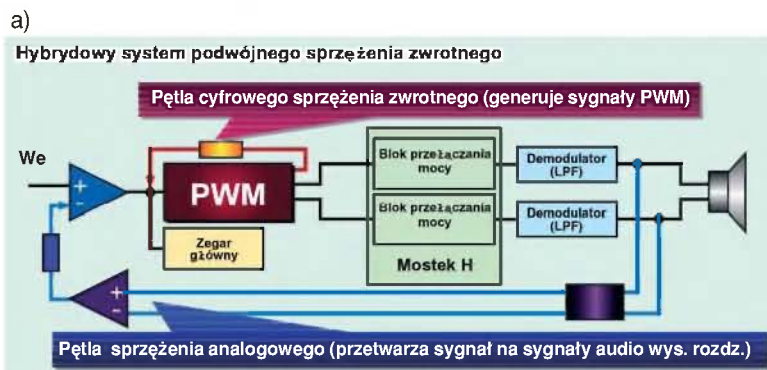 a)
Hybrydowy system podwójnego sprzężenia zwrotnego
Pętla cyfrowego sprzężenia zwrotnego (generuje sygnały PWM)
We
+
-
PWM
Zegar
główny
Blok przełączania
mocy
Blok przełączania
mocy
Mostek H
Demodulator
(LPF)
Demodulator
(LPF)
+
-
Pętla sprzężenia analogowego (przetwarza sygnał na sygnały audio wys. rozdz.)